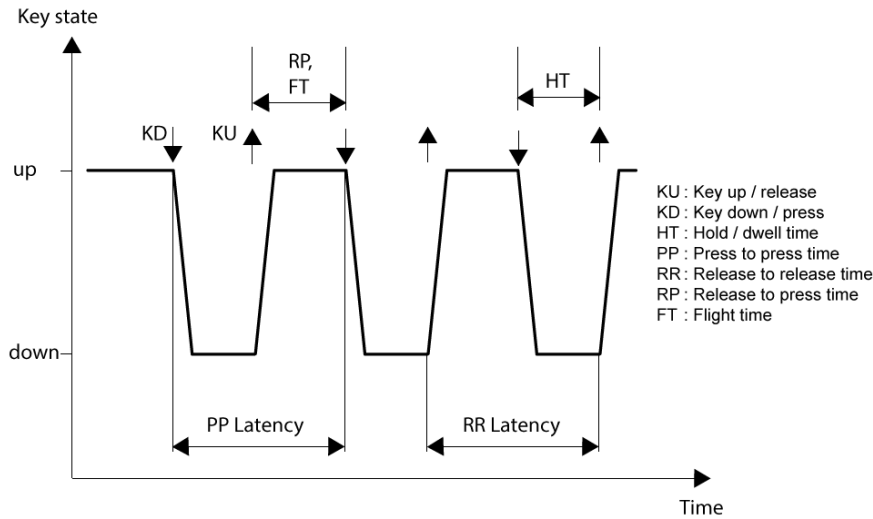 Key state
RP,
FT
HT
KD
KU
up
KU : Key up / release
KD : Key down / press
HT : Hold / dwell time
PP : Press to press time
RR : Release to release time
RP : Release to press time
FT : Flight time
down
PP Latency
RR Latency
Time